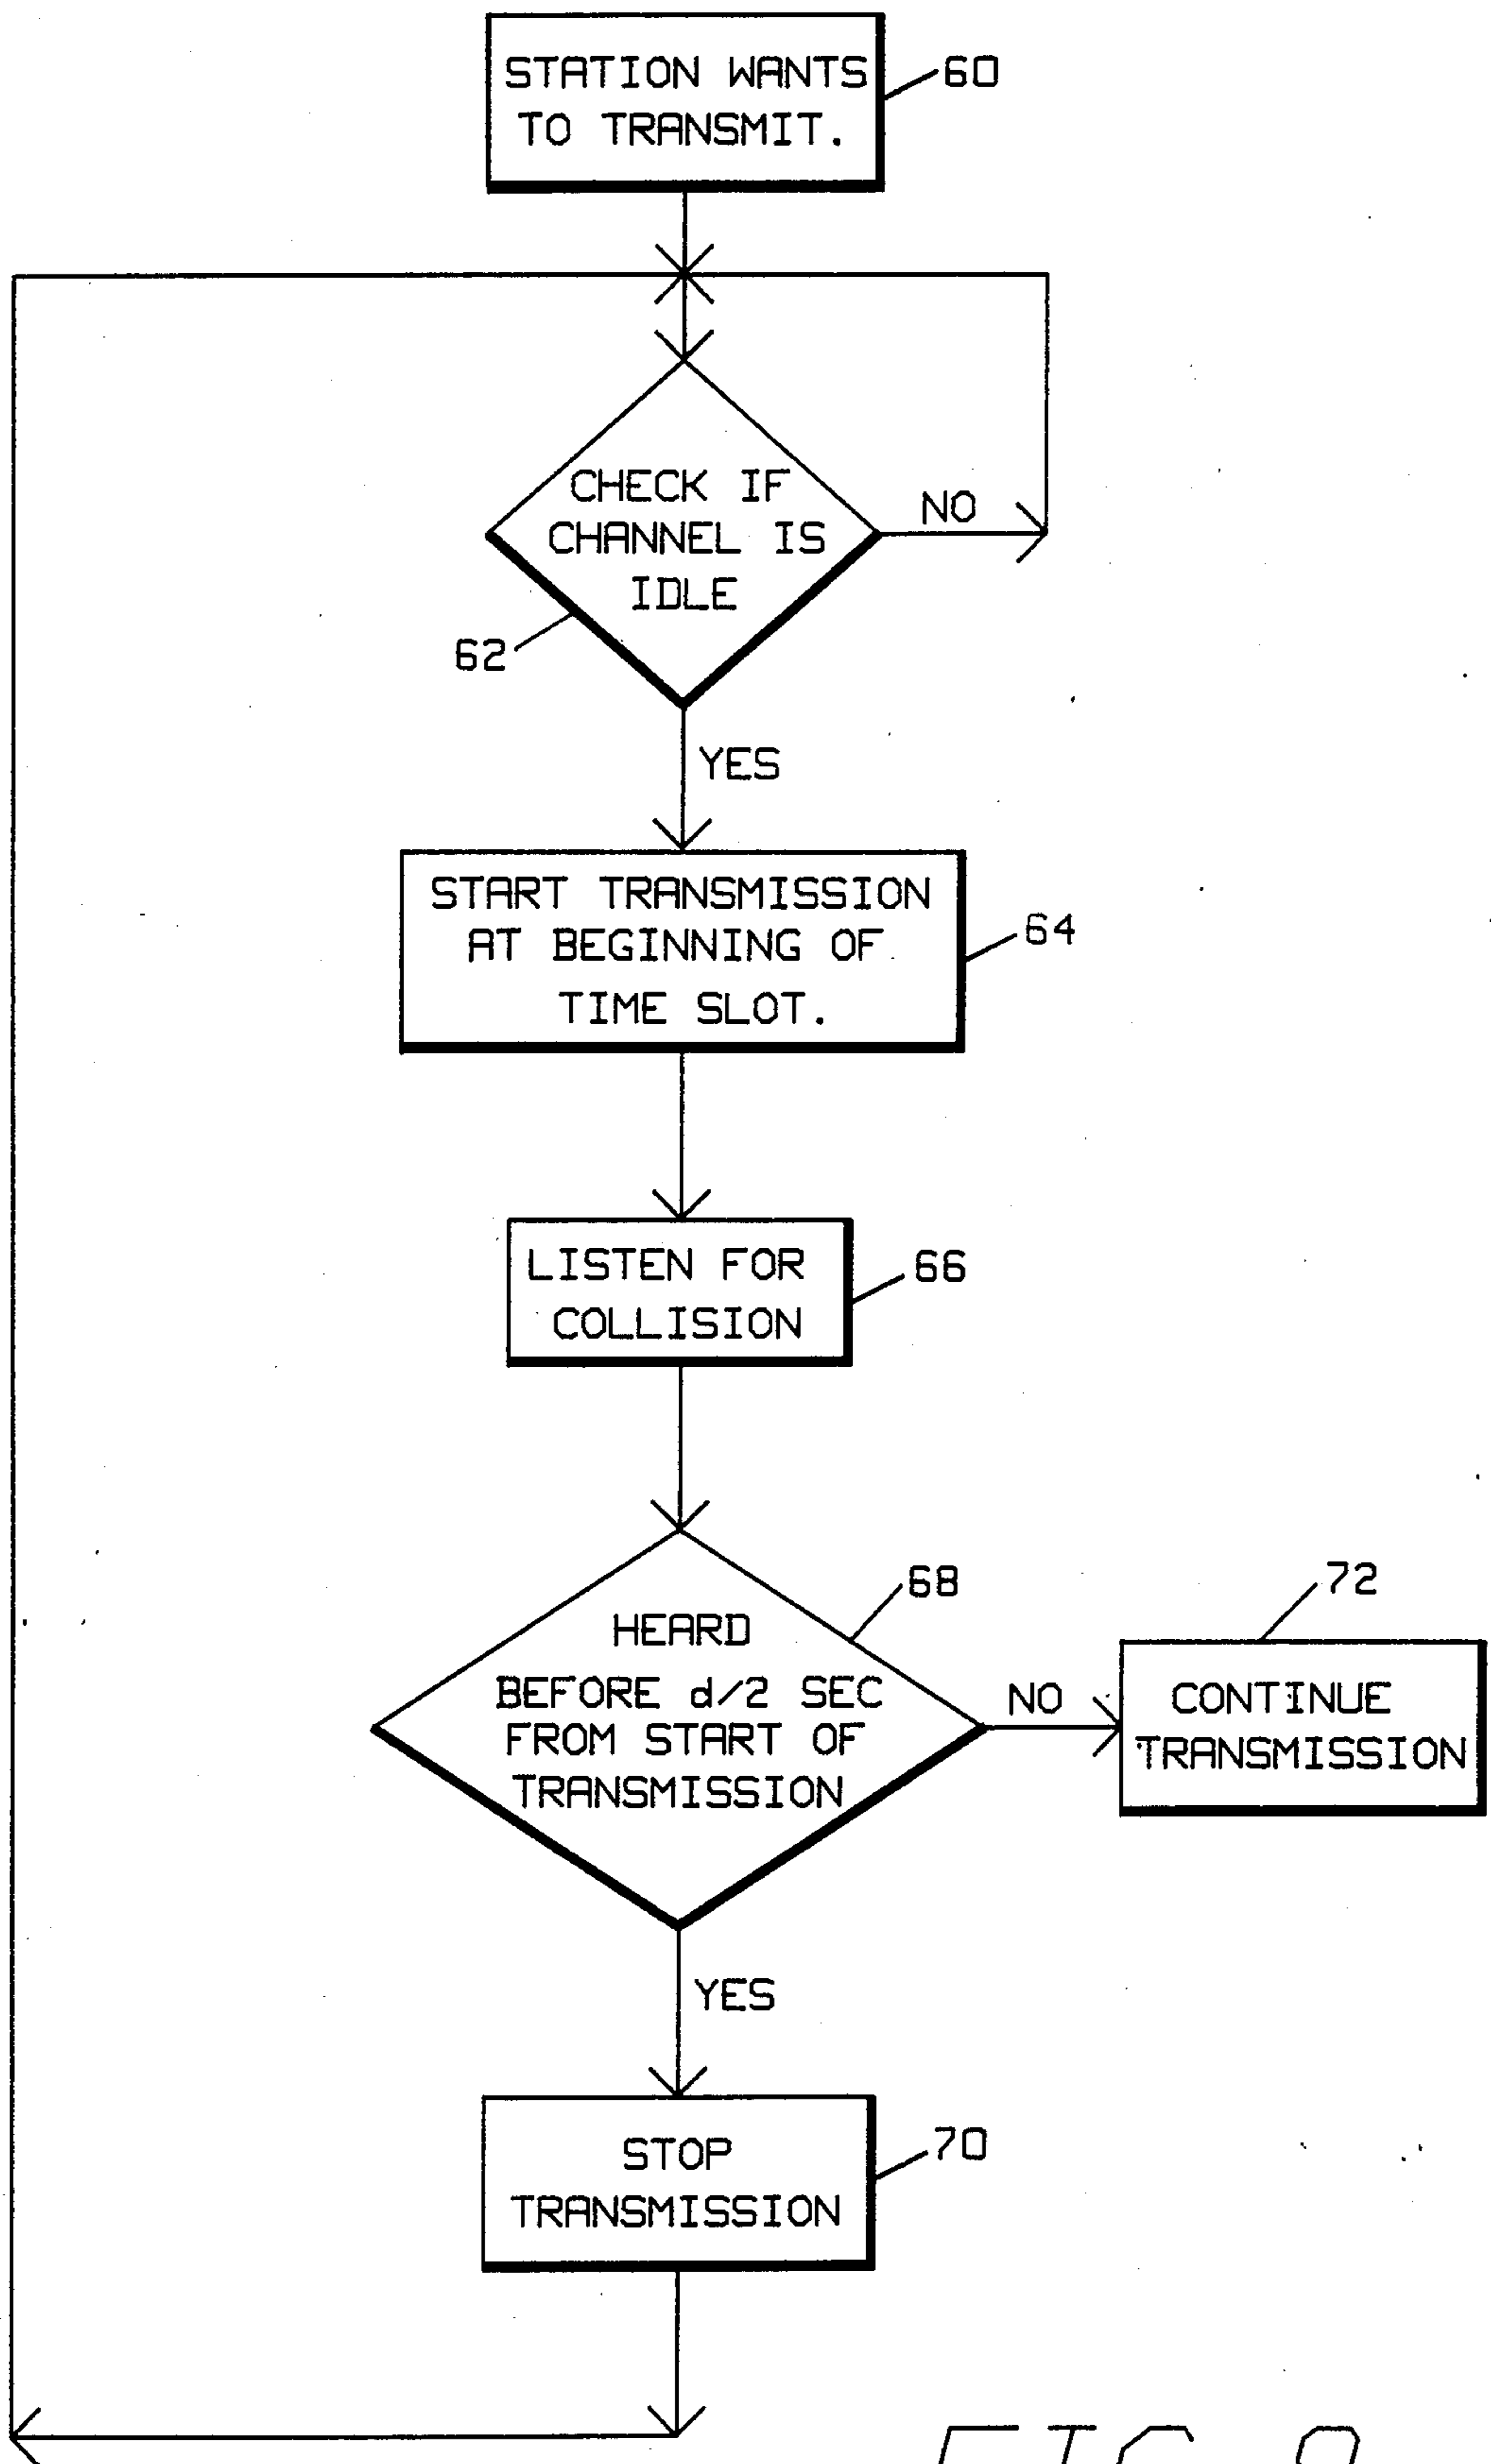 STATION WANTS
TO TRANSMIT.
60
CHECK IF
CHANNEL IS
IDLE
NO
62
YES
START TRANSMISSION
AT BEGINNING OF
TIME SLOT.
64
LISTEN FOR
COLLISION
66
HEARD
BEFORE d/2 SEC
FROM START OF
TRANSMISSION
68
NO
72
CONTINUE
TRANSMISSION
YES
STOP
TRANSMISSION
70